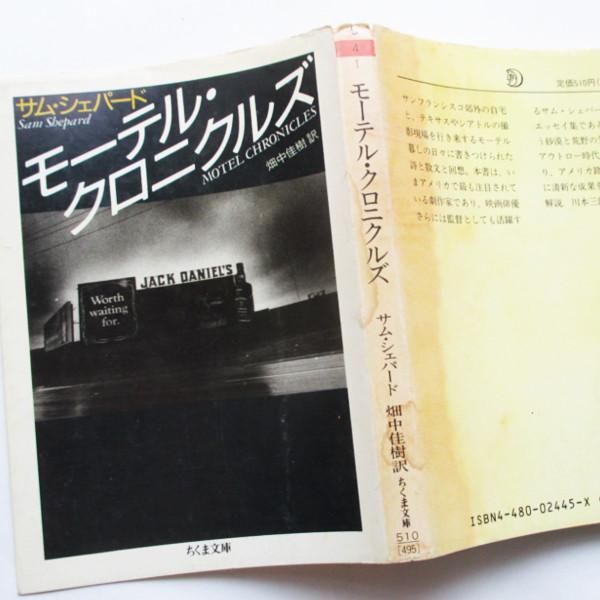 サム・シェパード
Sam Shepard
モーテル・
クロニクルズ
MOTEL CHRONICLES
畑中佳樹 訳
JACK DANIEL'S
Worth
waiting
for.
ちくま文庫
4
1
モーテル・クロニクルズ
サム・シェパード
畑中佳樹訳
ちくま文庫
510
[495]
定価510円
サンフランシスコ郊外の自宅
と、テキサスやシアトルの撮
影現場を行き来するモーテル
暮しの日々に書きつけられた
詩と散文と回想。本書は、い
まアメリカで最も注目されて
いる劇作家であり、映画俳優
さらには監督としても活躍す
るサム・シェパー
エッセイ集であ
う砂漠と荒野の
アウトロー時代
り、アメリカ
に清新な成果
解説 川本三
ISBN4-480-02445-X